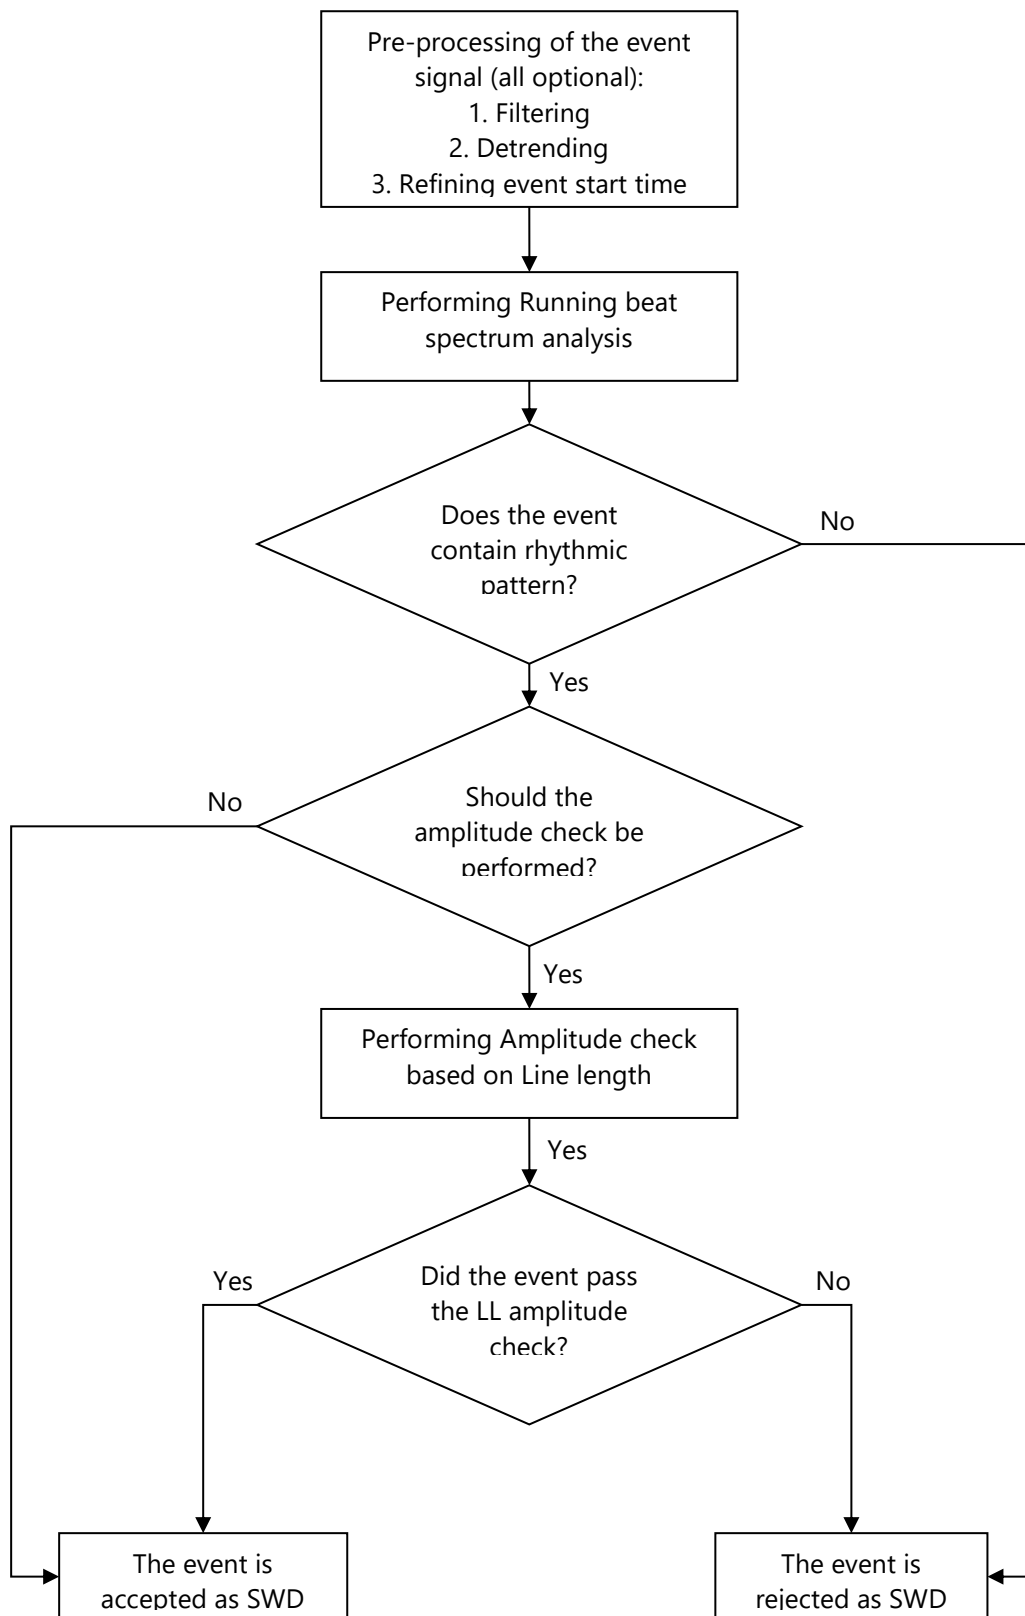 Pre-processing of the event
signal (all optional):
1. Filtering
2. Detrending
3. Refining event start time
Performing Running beat
spectrum analysis
Does the event
contain rhythmic
pattern?
No
Yes
Should the
amplitude check be
performed?
No
Yes
Performing Amplitude check
based on Line length
Yes
Did the event pass
the LL amplitude
check?
Yes
No
The event is
accepted as SWD
The event is
rejected as SWD